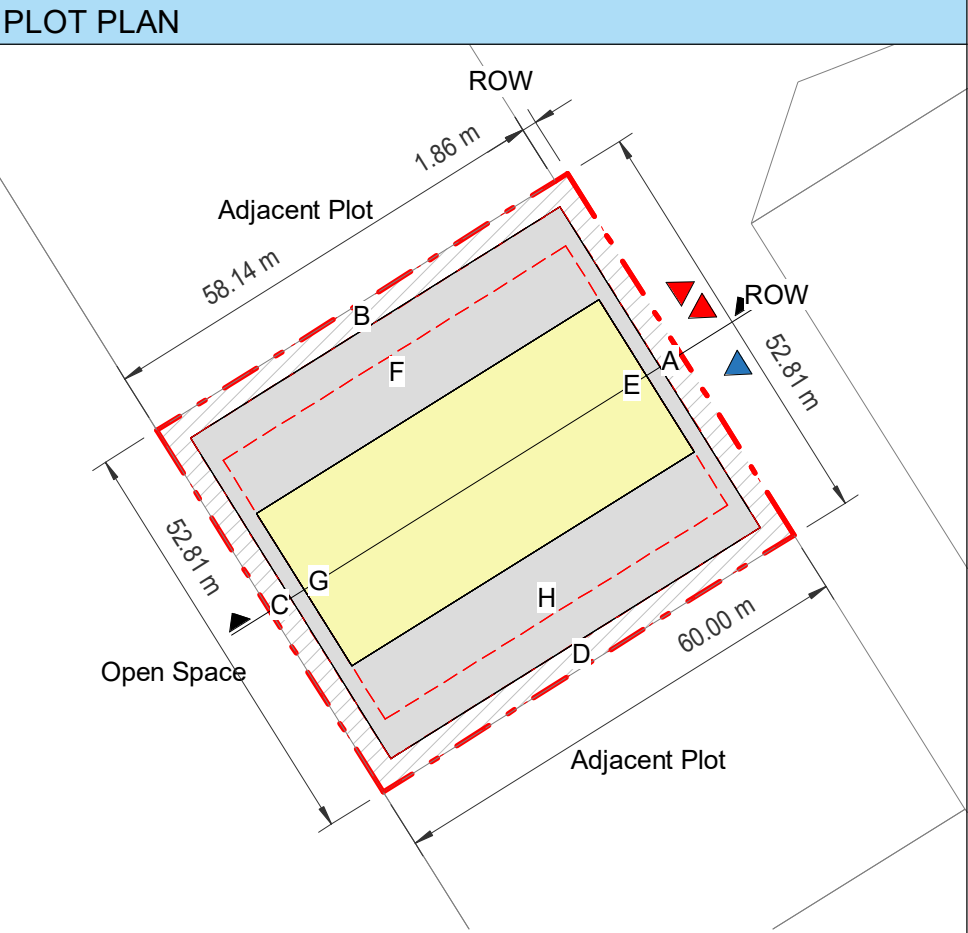 PLOT PLAN
ROW
1.86 m
Adjacent Plot
58.14 m
ROW
B
52.81 m
A
F
E
52.81 m
G
C
H
60.00 m
D
Open Space
Adjacent Plot